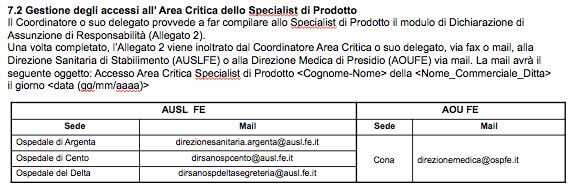 7.2 Gestione degli accessi all' Area Critica dello Specialist di Prodotto
Il Coordinatore o suo delegato provvede a far compilare allo Specialist di Prodotto il modulo di Dichiarazione di
Assunzione di Responsabilità (Allegato 2).
Una volta completato, l'Allegato 2 viene inoltrato dal Coordinatore Area Critica o suo delegato, via fax o mail, alla
Direzione Sanitaria di Stabilimento (AUSLFE) o alla Direzione Medica di Presidio (AOUFE) via mail. La mail avrà il
seguente oggetto: Accesso Area Critica Specialist di Prodotto <Cognome-Nome> della <Nome_Commerciale_Ditta>
il giorno <data (gg/mm/aaaa)>
AUSL FE AOU FE
Sede Mail Sede Mail
Ospedale di Argenta direzionesanitaria.argenta@ausl.fe.it
Ospedale di Cento dirsanospcento@ausl.fe.it
Cona direzionemedica@ospfe.it
Ospedale del Delta dirsanospdeltasegreteria@ausl.fe.it